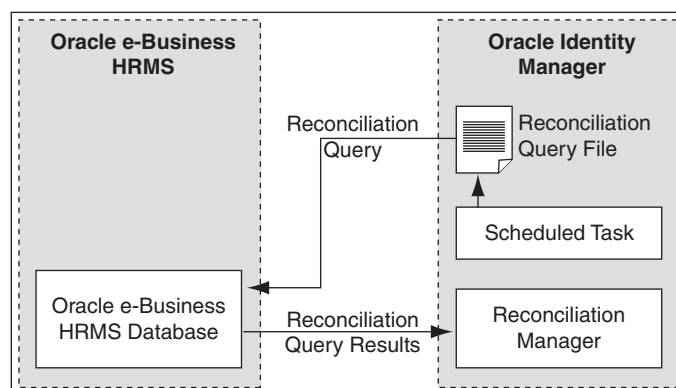 Oracle e-Business
HRMS
Oracle Identity
Manager
Reconciliation
Query
Reconciliation
Query File
Scheduled Task
Oracle e-Business
HRMS Database
Reconciliation
Query Results
Reconciliation
Manager